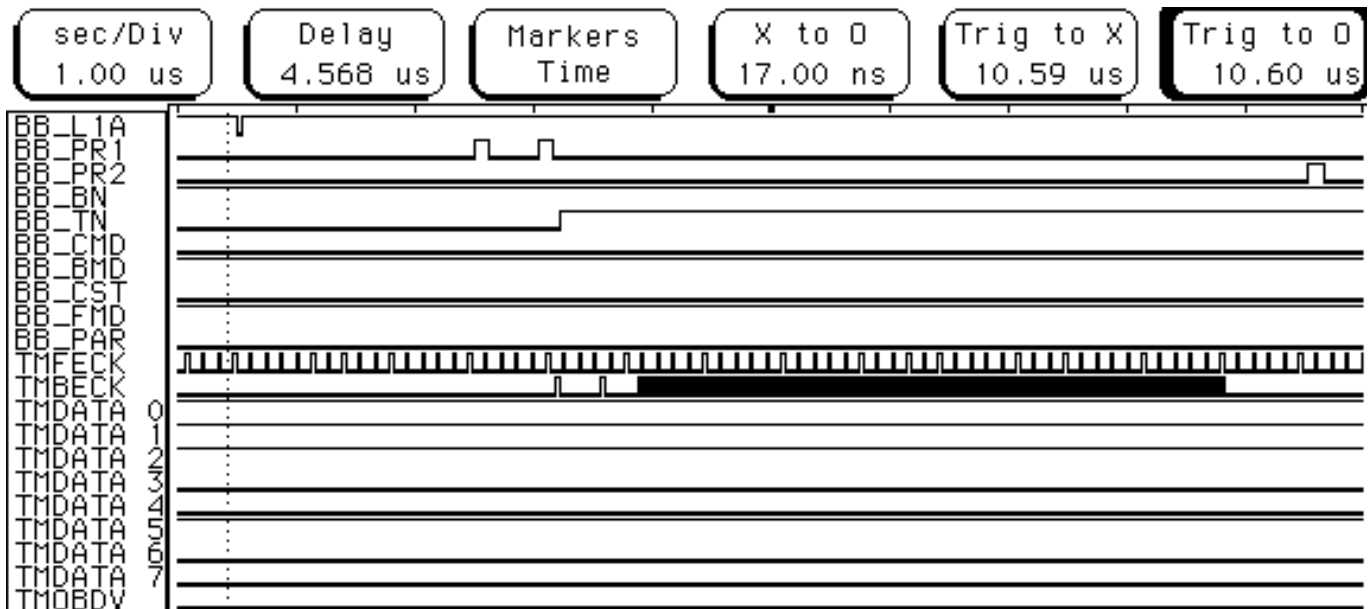 sec/Div Delay Markers X to O Trig to X Trig to O
1.00 us 4.568 us Time 17.00 ns 10.59 us 10.60 us
BB_L1A
BB_PR1
BB_PR2
BB_BN
BB_TN
BB_CMD
BB_BMD
BB_CST
BB_FMD
BB_PAR
TMFECK
TMBECK
TMDATA 0
TMDATA 1
TMDATA 2
TMDATA 3
TMDATA 4
TMDATA 5
TMDATA 6
TMDATA 7
TMOBDV